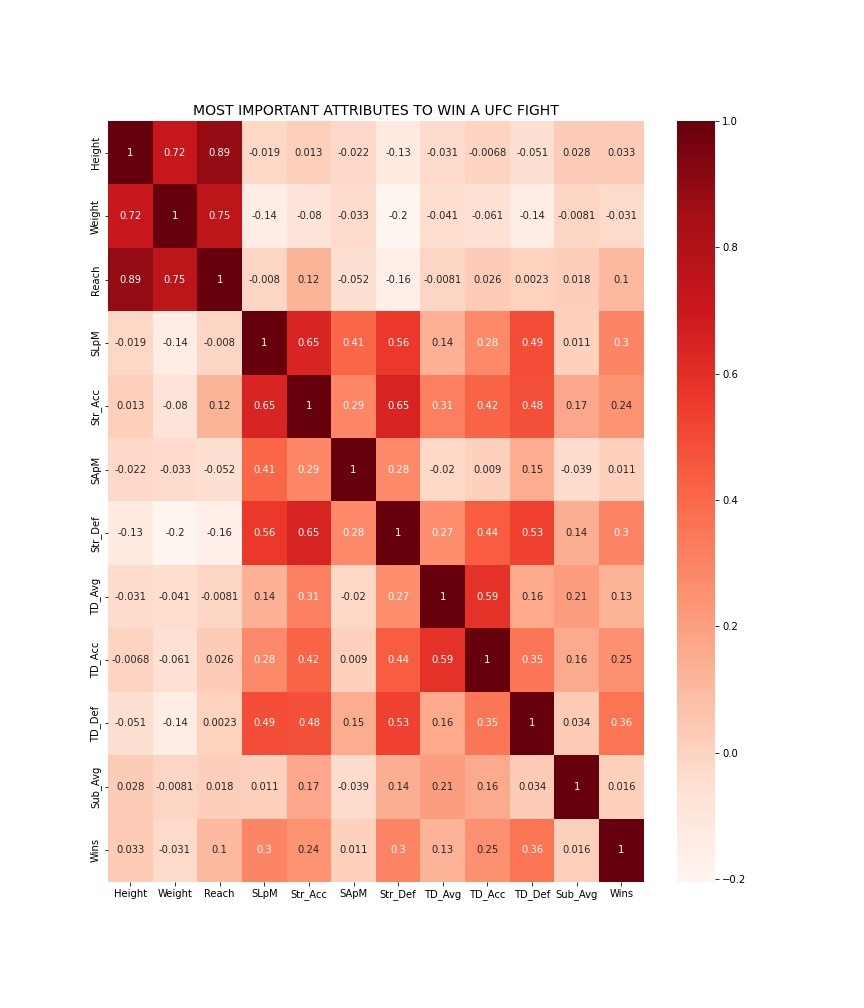 MOST IMPORTANT ATTRIBUTES TO WIN A UFC FIGHT
Height 1 0.72 0.89 -0.019 0.013 -0.022 -0.13 -0.031 -0.0068 -0.051 0.028 0.033
Weight 0.72 1 0.75 -0.14 -0.08 -0.033 -0.2 -0.041 -0.061 -0.14 -0.0081 -0.031
Reach 0.89 0.75 1 -0.008 0.12 -0.052 -0.16 -0.0081 0.026 0.0023 0.018 0.1
SLpM -0.019 -0.14 -0.008 1 0.65 0.41 0.56 0.14 0.28 0.49 0.011 0.3
Str_Acc 0.013 -0.08 0.12 0.65 1 0.29 0.65 0.31 0.42 0.48 0.17 0.24
SApM -0.022 -0.033 -0.052 0.41 0.29 1 0.28 -0.02 0.009 0.15 -0.039 0.011
Str_Def -0.13 -0.2 -0.16 0.56 0.65 0.28 1 0.27 0.44 0.53 0.14 0.3
TD_Avg -0.031 -0.041 -0.0081 0.14 0.31 -0.02 0.27 1 0.59 0.16 0.21 0.13
TD_Acc -0.0068 -0.061 0.026 0.28 0.42 0.009 0.44 0.59 1 0.35 0.16 0.25
TD_Def -0.051 -0.14 0.0023 0.49 0.48 0.15 0.53 0.16 0.35 1 0.034 0.36
Sub_Avg 0.028 -0.0081 0.018 0.011 0.17 -0.039 0.14 0.21 0.16 0.034 1 0.016
Wins 0.033 -0.031 0.1 0.3 0.24 0.011 0.3 0.13 0.25 0.36 0.016 1
Height Weight Reach SLpM Str_Acc SApM Str_Def TD_Avg TD_Acc TD_Def Sub_Avg Wins
1.0
0.8
0.6
0.4
0.2
0.0
−0.2